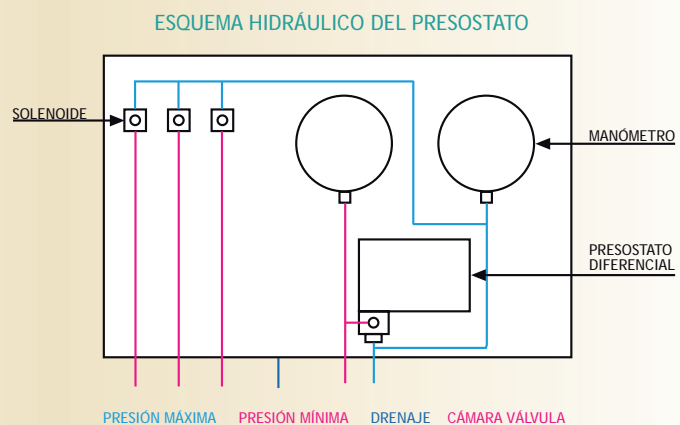 ESQUEMA HIDRÁULICO DEL PRESOSTATO
SOLENOIDE
MANÓMETRO
PRESOSTATO
DIFERENCIAL
PRESIÓN MÁXIMA PRESIÓN MÍNIMA DRENAJE CÁMARA VÁLVULA